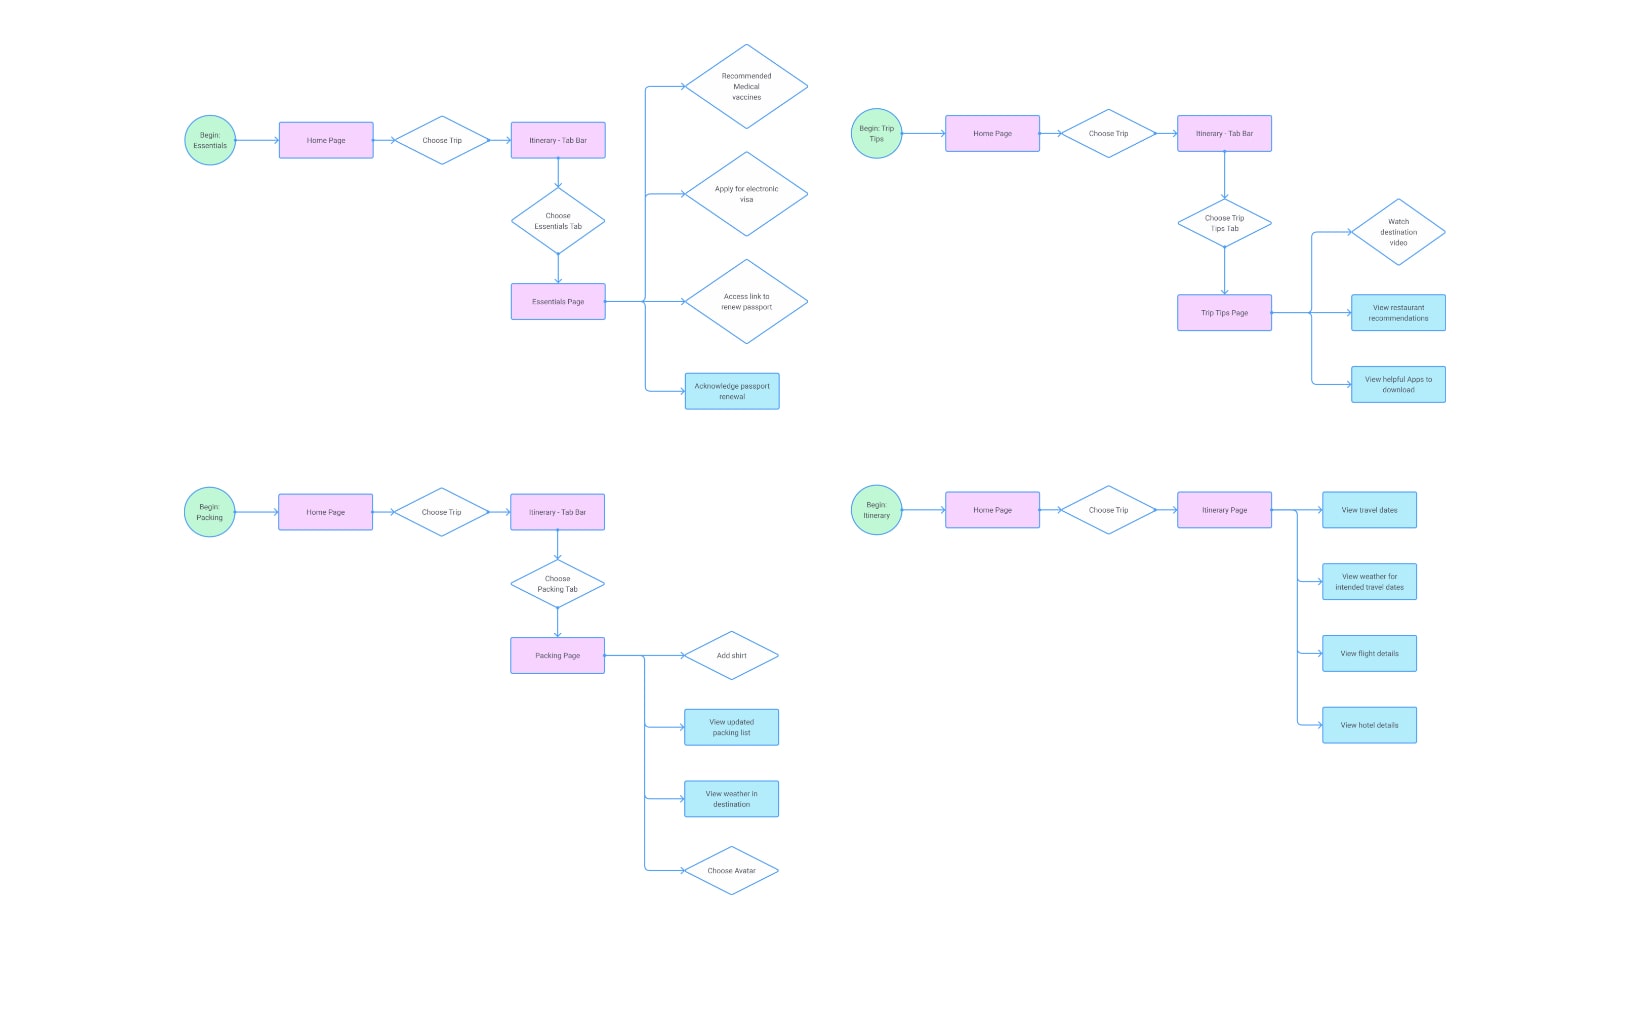 Begin:
Essentials
Home Page
Choose Trip
Itinerary - Tab Bar
Choose
Essentials Tab
Essentials Page
Recommended
Medical
vaccines
Apply for electronic
visa
Access link to
renew passport
Acknowledge passport
renewal
Begin: Trip
Tips
Home Page
Choose Trip
Itinerary - Tab Bar
Choose Trip
Tips Tab
Trip Tips Page
Watch
destination
video
View restaurant
recommendations
View helpful Apps to
download
Begin:
Packing
Home Page
Choose Trip
Itinerary - Tab Bar
Choose
Packing Tab
Packing Page
Add shirt
View updated
packing list
View weather in
destination
Choose Avatar
Begin:
Itinerary
Home Page
Choose Trip
Itinerary Page
View travel dates
View weather for
intended travel dates
View flight details
View hotel details